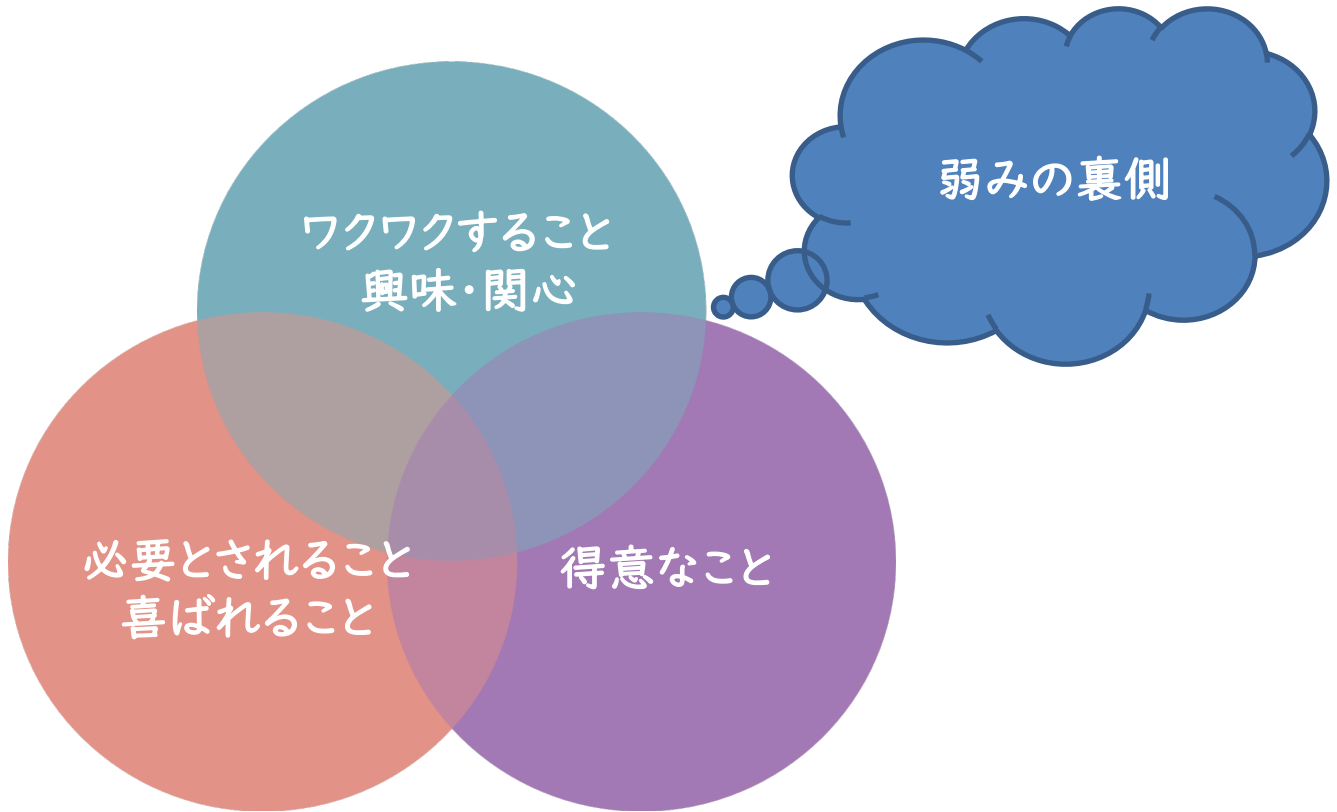 弱みの裏側
ワクワクすること
興味・関心
必要とされること
喜ばれること
得意なこと